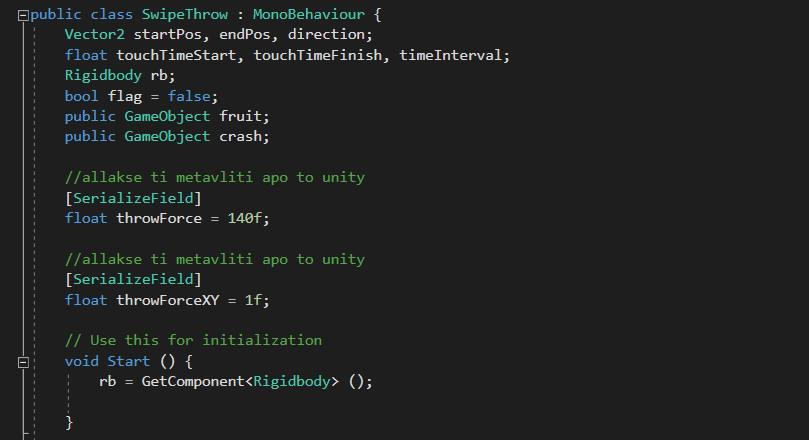 public class SwipeThrow : MonoBehaviour {
Vector2 startPos, endPos, direction;
float touchTimeStart, touchTimeFinish, timeInterval;
Rigidbody rb;
bool flag = false;
public GameObject fruit;
public GameObject crash;
//allakse ti metavliti apo to unity
[SerializeField]
float throwForce = 140f;
//allakse ti metavliti apo to unity
[SerializeField]
float throwForceXY = 1f;
// Use this for initialization
void Start () {
rb = GetComponent<Rigidbody> ();
}